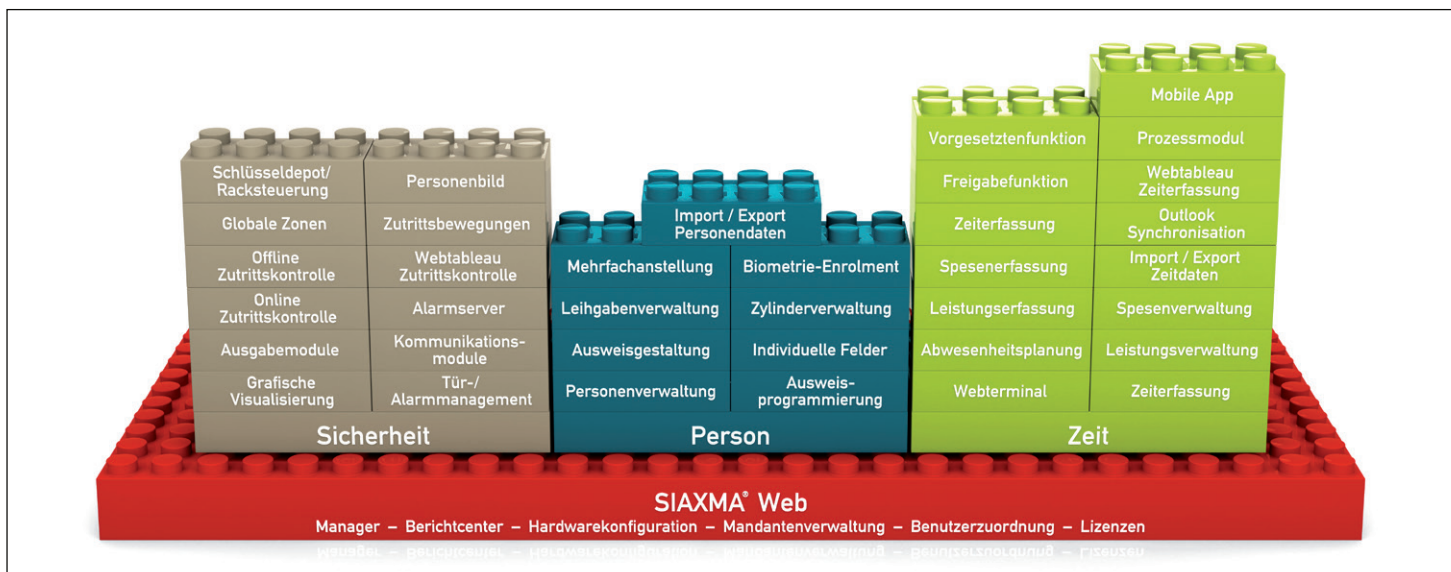 Schlüsseldepot/
Racksteuerung
Globale Zonen
Offline
Zutrittskontrolle
Online
Zutrittskontrolle
Ausgabemodule
Grafische
Visualisierung
Personenbild
Zutrittsbewegungen
Webtableau
Zutrittskontrolle
Alarmserver
Kommunikations-
module
Tür-/
Alarmmanagement
Sicherheit
Import / Export
Personendaten
Mehrfachanstellung
Leihgabenverwaltung
Ausweisgestaltung
Personenverwaltung
Biometrie-Enrolment
Zylinderverwaltung
Individuelle Felder
Ausweis-
programmierung
Person
Vorgesetztenfunktion
Freigabefunktion
Zeiterfassung
Spesenerfassung
Leistungserfassung
Abwesenheitsplanung
Webterminal
Mobile App
Prozessmodul
Webtableau
Zeiterfassung
Outlook
Synchronisation
Import / Export
Zeitdaten
Spesenverwaltung
Leistungsverwaltung
Zeiterfassung
Zeit
SIAXMA® Web
Manager – Berichtcenter – Hardwarekonfiguration – Mandantenverwaltung – Benutzerzuordnung – Lizenzen